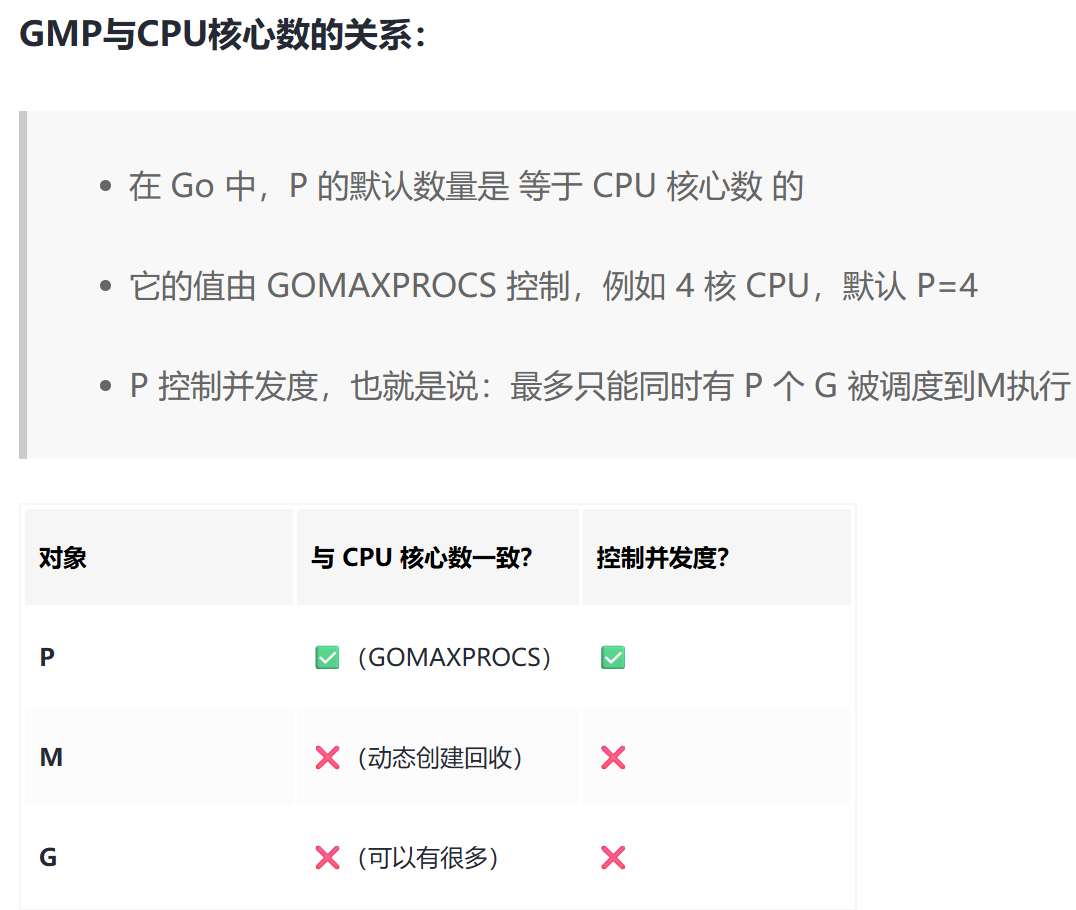 GMP与CPU核心数的关系：
在 Go 中，P 的默认数量是 等于 CPU 核心数 的
它的值由 GOMAXPROCS 控制，例如 4 核 CPU，默认 P=4
P 控制并发度，也就是说：最多只能同时有 P 个 G 被调度到M执行
对象 与 CPU 核心数一致？ 控制并发度？
P ✅（GOMAXPROCS） ✅
M ❌（动态创建回收） ❌
G ❌（可以有很多） ❌